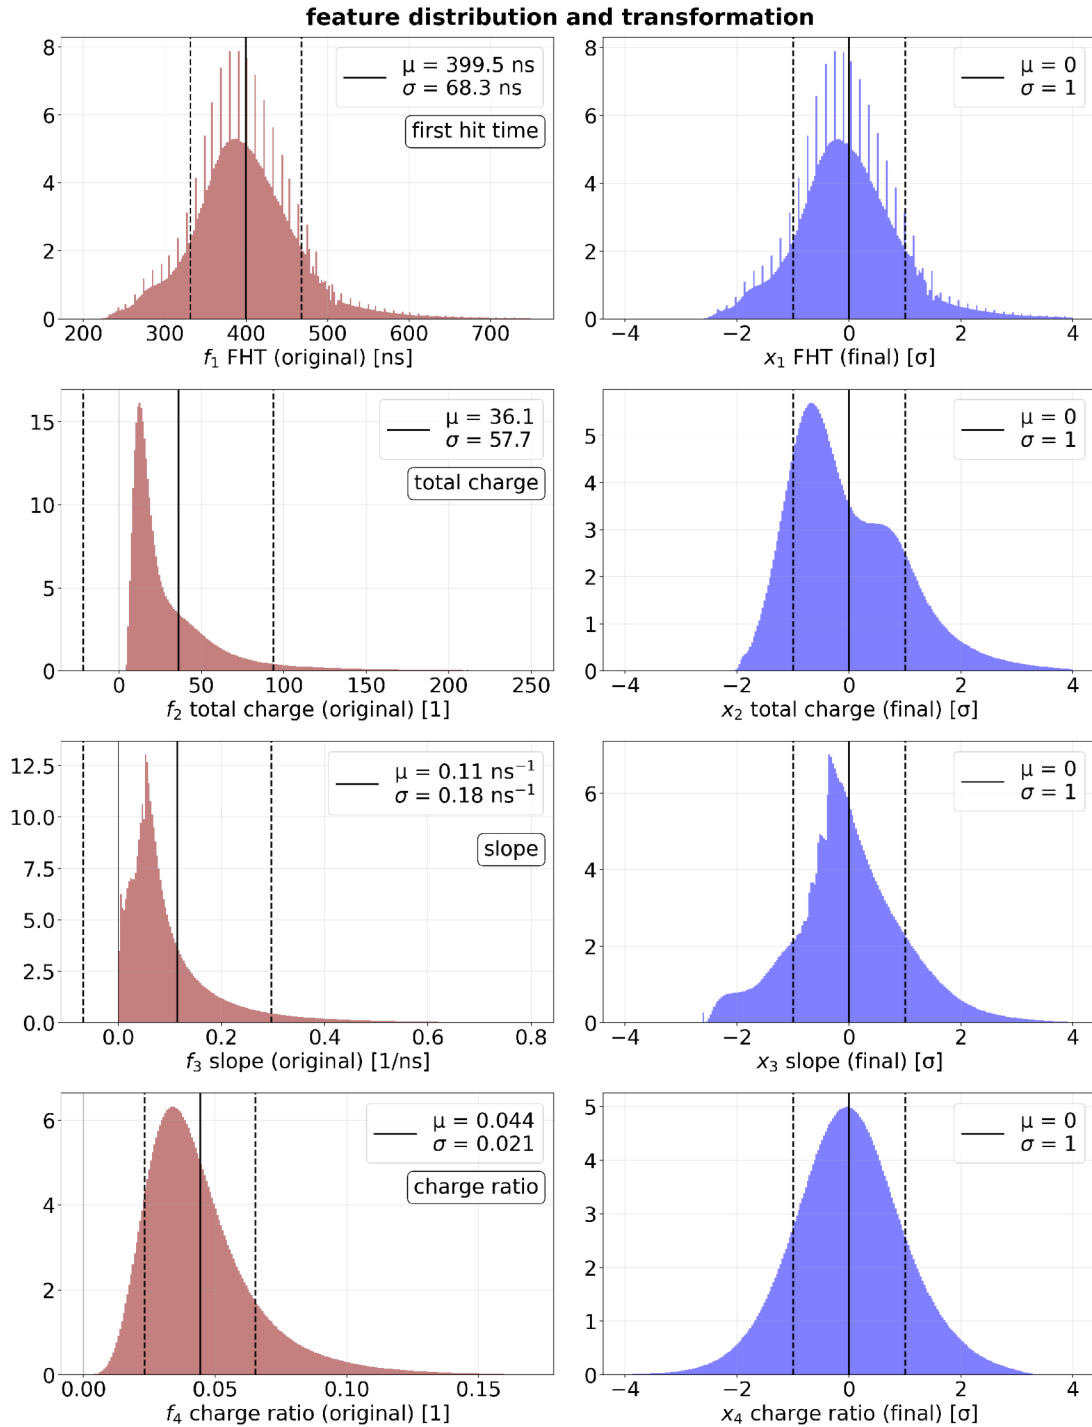 feature distribution and transformation
8
6
4
2
0
μ = 399.5 ns
σ = 68.3 ns
first hit time
200 300 400 500 600 700
f₁ FHT (original) [ns]
8
6
4
2
0
μ = 0
σ = 1
−4 −2 0 2 4
x₁ FHT (final) [σ]
15
10
5
0
μ = 36.1
σ = 57.7
total charge
0 50 100 150 200 250
f₂ total charge (original) [1]
5
4
3
2
1
0
μ = 0
σ = 1
−4 −2 0 2 4
x₂ total charge (final) [σ]
12.5
10.0
7.5
5.0
2.5
0.0
μ = 0.11 ns⁻¹
σ = 0.18 ns⁻¹
slope
0.0 0.2 0.4 0.6 0.8
f₃ slope (original) [1/ns]
6
4
2
0
μ = 0
σ = 1
−4 −2 0 2 4
x₃ slope (final) [σ]
6
4
2
0
μ = 0.044
σ = 0.021
charge ratio
0.00 0.05 0.10 0.15
f₄ charge ratio (original) [1]
5
4
3
2
1
0
μ = 0
σ = 1
−4 −2 0 2 4
x₄ charge ratio (final) [σ]